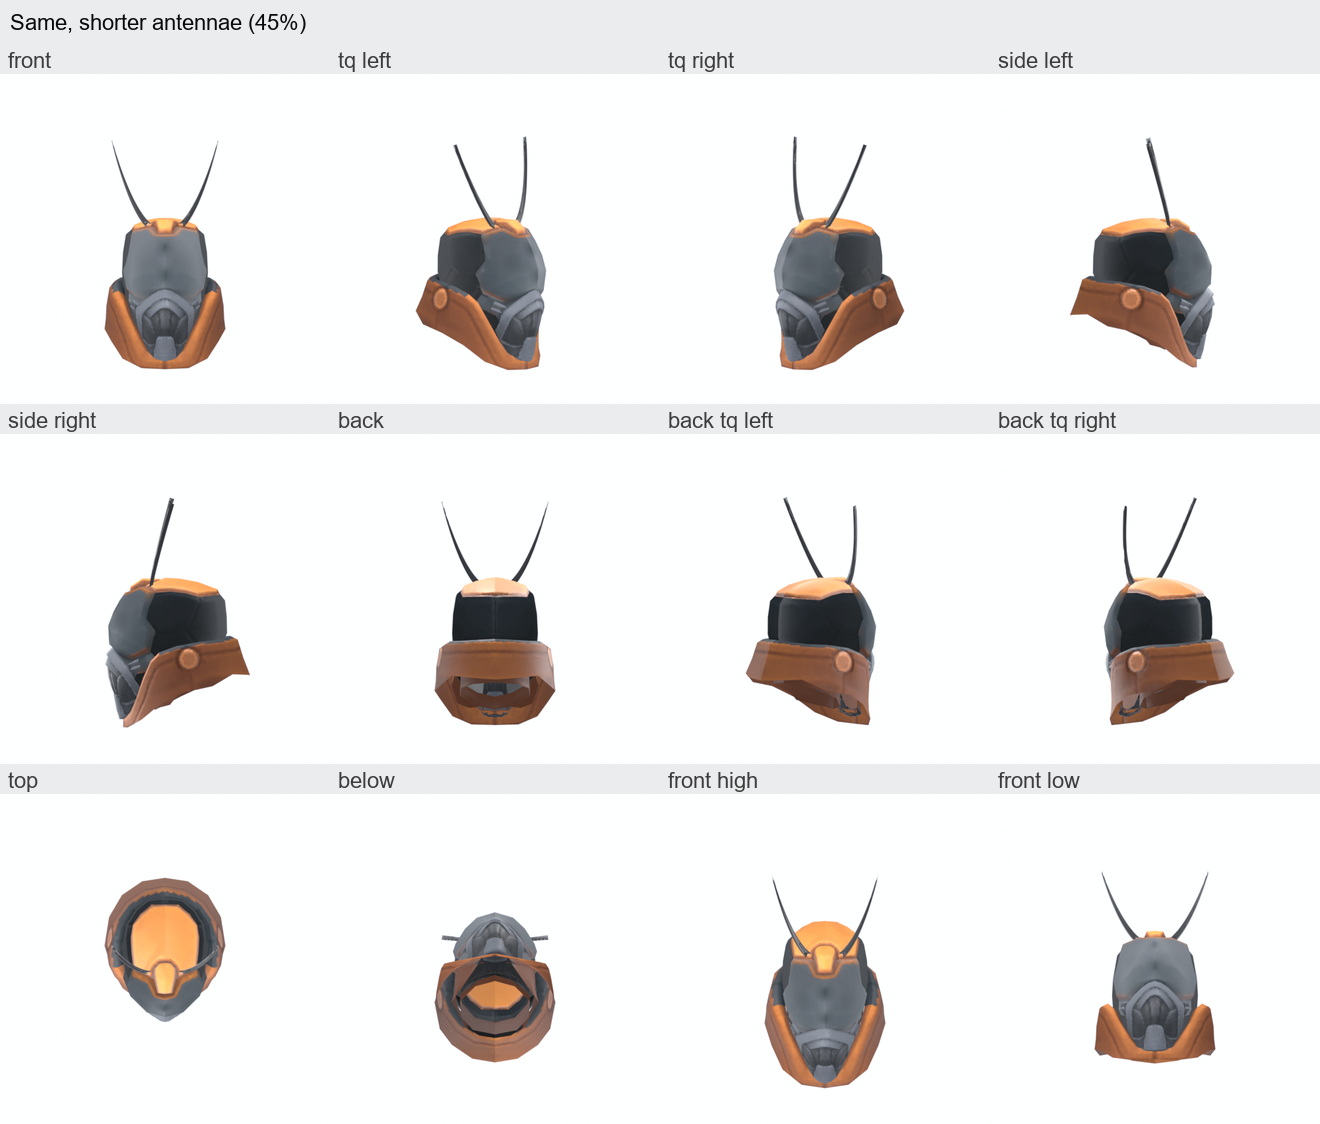 Same, shorter antennae (45%)
front
tq left
tq right
side left
side right
back
back tq left
back tq right
top
below
front high
front low